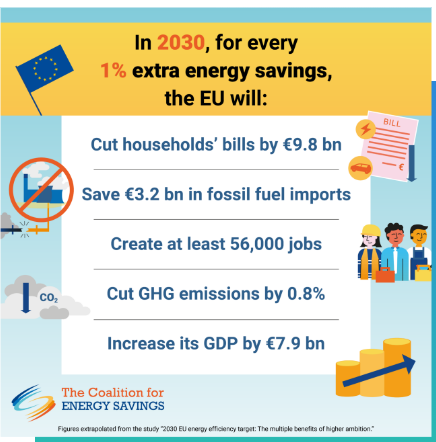 In 2030, for every
1% extra energy savings,
the EU will:
BILL
€
Cut households’ bills by €9.8 bn
Save €3.2 bn in fossil fuel imports
Create at least 56,000 jobs
CO₂
Cut GHG emissions by 0.8%
Increase its GDP by €7.9 bn
The Coalition for
ENERGY SAVINGS
Figures extrapolated from the study "2030 EU energy efficiency target: The multiple benefits of higher ambition."